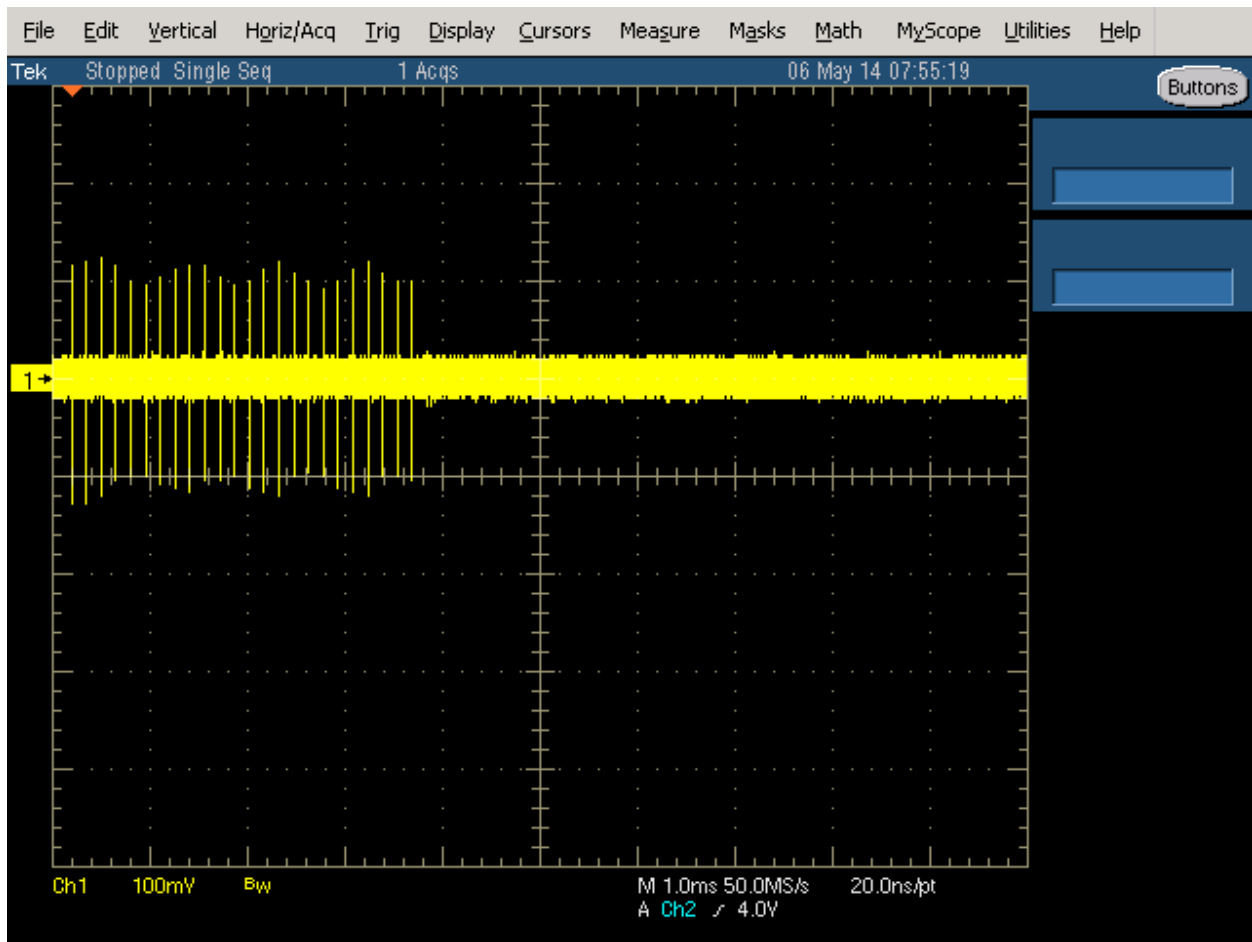 File Edit Vertical Horiz/Acq Trig Display Cursors Measure Masks Math MyScope Utilities Help
Tek Stopped Single Seq 1 Acqs 06 May 14 07:55:19
Buttons
1
Ch1 100mV Bw M 1.0ms 50.0MS/s 20.0ns/pt
A Ch2 ∕ 4.0V